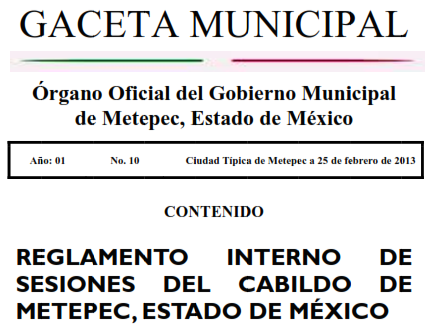 GACETA MUNICIPAL
Órgano Oficial del Gobierno Municipal
de Metepec, Estado de México
Año: 01 No. 10 Ciudad Típica de Metepec a 25 de febrero de 2013
CONTENIDO
REGLAMENTO INTERNO DE
SESIONES DEL CABILDO DE
METEPEC, ESTADO DE MÉXICO